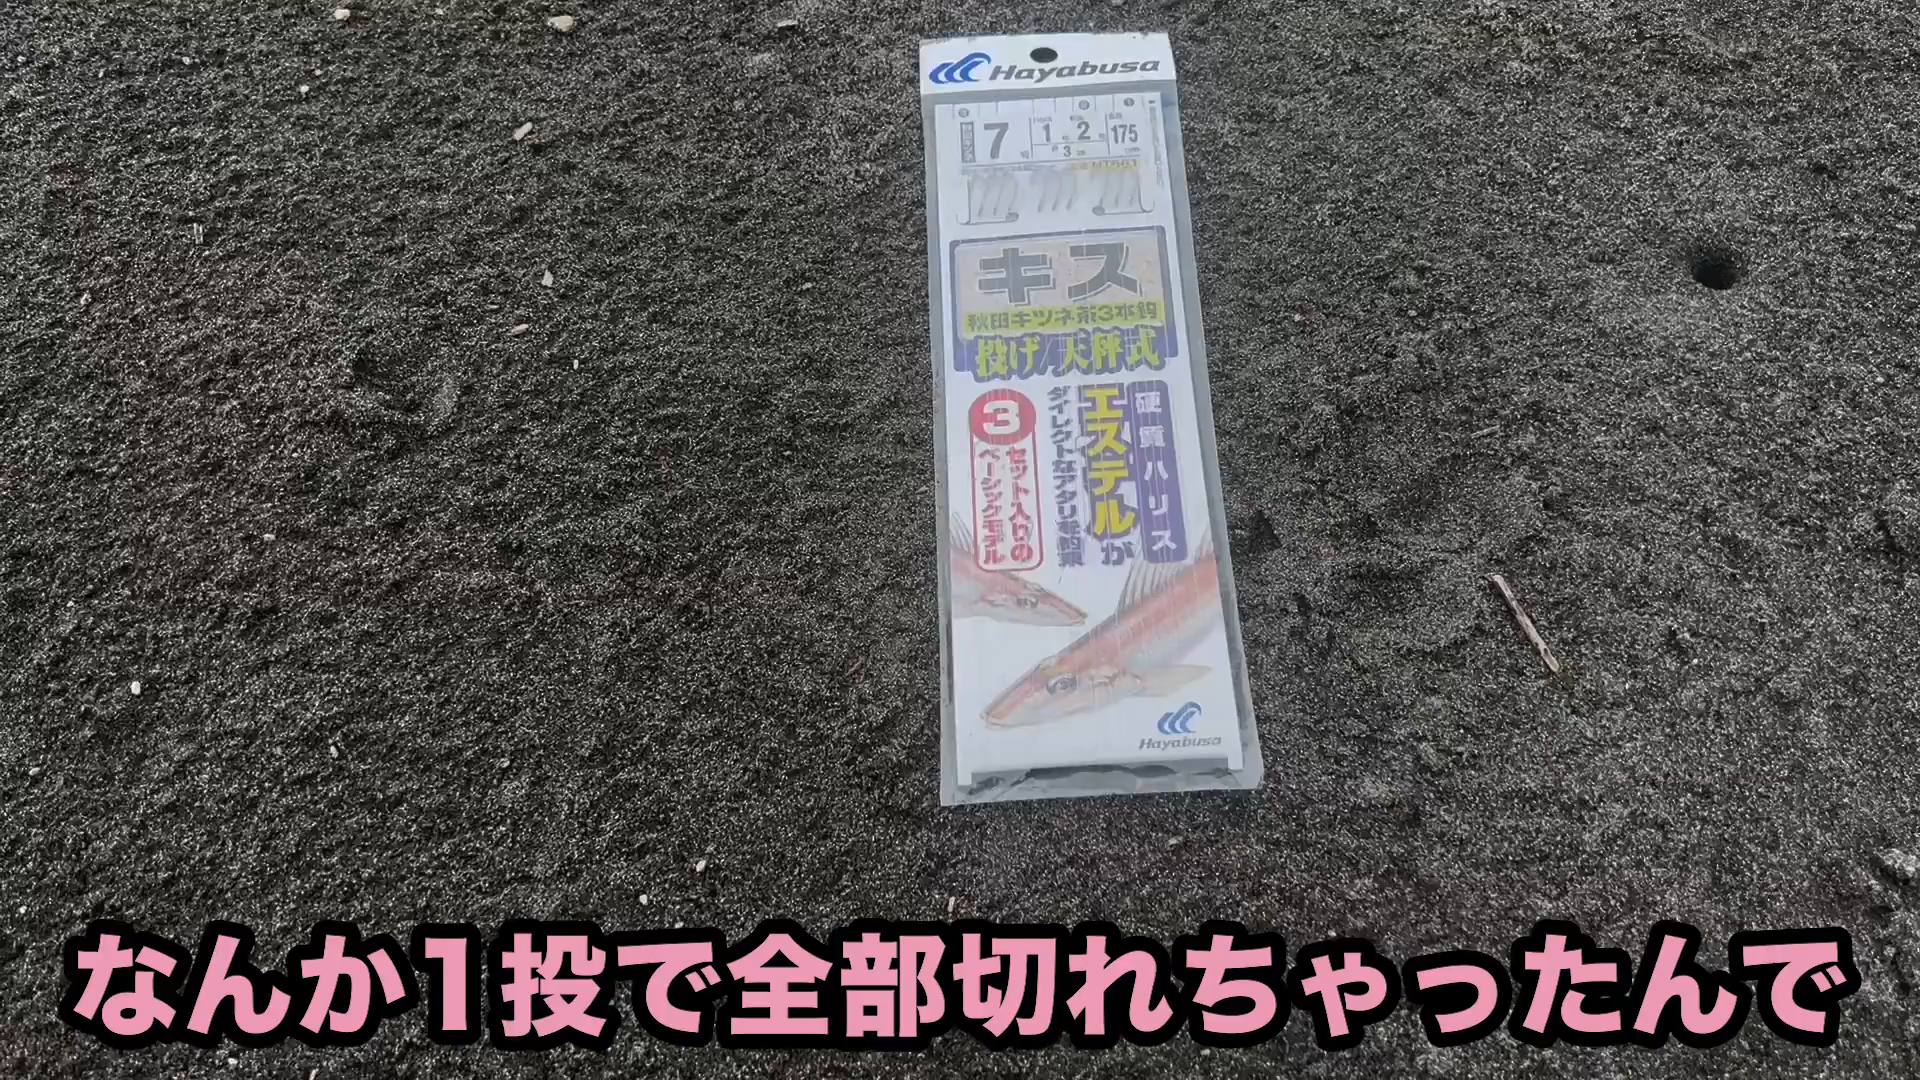 Hayabusa
7号
1 2 175
3
キス
秋田キツネ茶3本鈎
投げ/天秤式
硬質ハリス
エステルが
ダイレクトなアタリを約束
3
セット入りの
ベーシックモデル
Hayabusa
なんか1投で全部切れちゃったんで